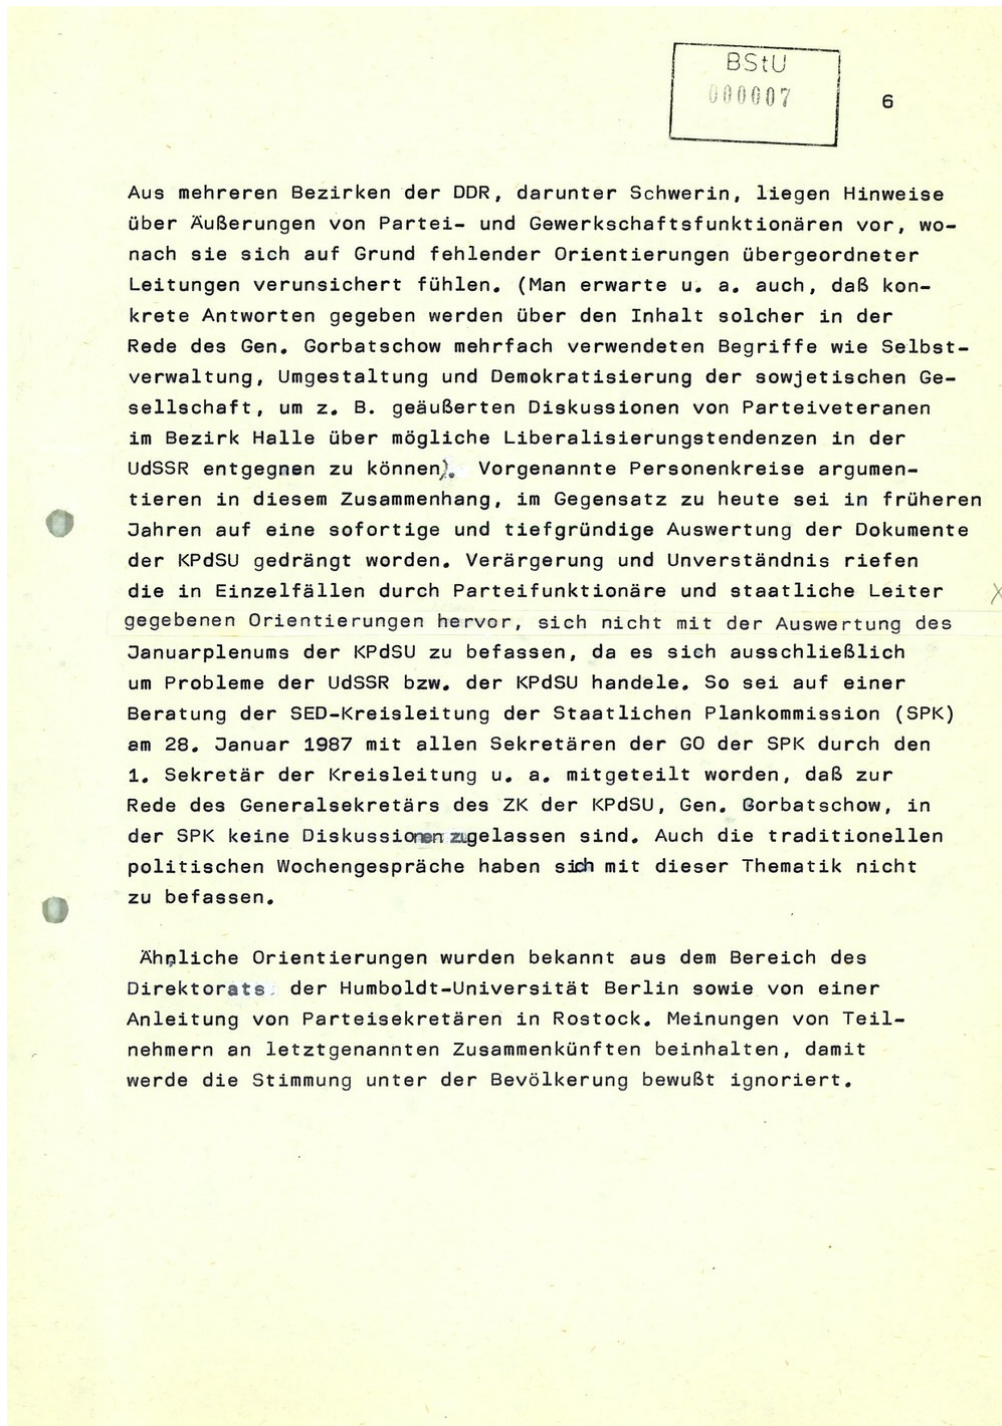 BStU
000007
6
Aus mehreren Bezirken der DDR, darunter Schwerin, liegen Hinweise
über Äußerungen von Partei- und Gewerkschaftsfunktionären vor, wo-
nach sie sich auf Grund fehlender Orientierungen übergeordneter
Leitungen verunsichert fühlen. (Man erwarte u. a. auch, daß kon-
krete Antworten gegeben werden über den Inhalt solcher in der
Rede des Gen. Gorbatschow mehrfach verwendeten Begriffe wie Selbst-
verwaltung, Umgestaltung und Demokratisierung der sowjetischen Ge-
sellschaft, um z. B. geäußerten Diskussionen von Parteiveteranen
im Bezirk Halle über mögliche Liberalisierungstendenzen in der
UdSSR entgegnen zu können). Vorgenannte Personenkreise argumen-
tieren in diesem Zusammenhang, im Gegensatz zu heute sei in früheren
Jahren auf eine sofortige und tiefgründige Auswertung der Dokumente
der KPdSU gedrängt worden. Verärgerung und Unverständnis riefen
die in Einzelfällen durch Parteifunktionäre und staatliche Leiter
gegebenen Orientierungen hervor, sich nicht mit der Auswertung des
Januarplenums der KPdSU zu befassen, da es sich ausschließlich
um Probleme der UdSSR bzw. der KPdSU handele. So sei auf einer
Beratung der SED-Kreisleitung der Staatlichen Plankommission (SPK)
am 28. Januar 1987 mit allen Sekretären der GO der SPK durch den
1. Sekretär der Kreisleitung u. a. mitgeteilt worden, daß zur
Rede des Generalsekretärs des ZK der KPdSU, Gen. Gorbatschow, in
der SPK keine Diskussionen zugelassen sind. Auch die traditionellen
politischen Wochengespräche haben sich mit dieser Thematik nicht
zu befassen.
Ähnliche Orientierungen wurden bekannt aus dem Bereich des
Direktorats der Humboldt-Universität Berlin sowie von einer
Anleitung von Parteisekretären in Rostock. Meinungen von Teil-
nehmern an letztgenannten Zusammenkünften beinhalten, damit
werde die Stimmung unter der Bevölkerung bewußt ignoriert.